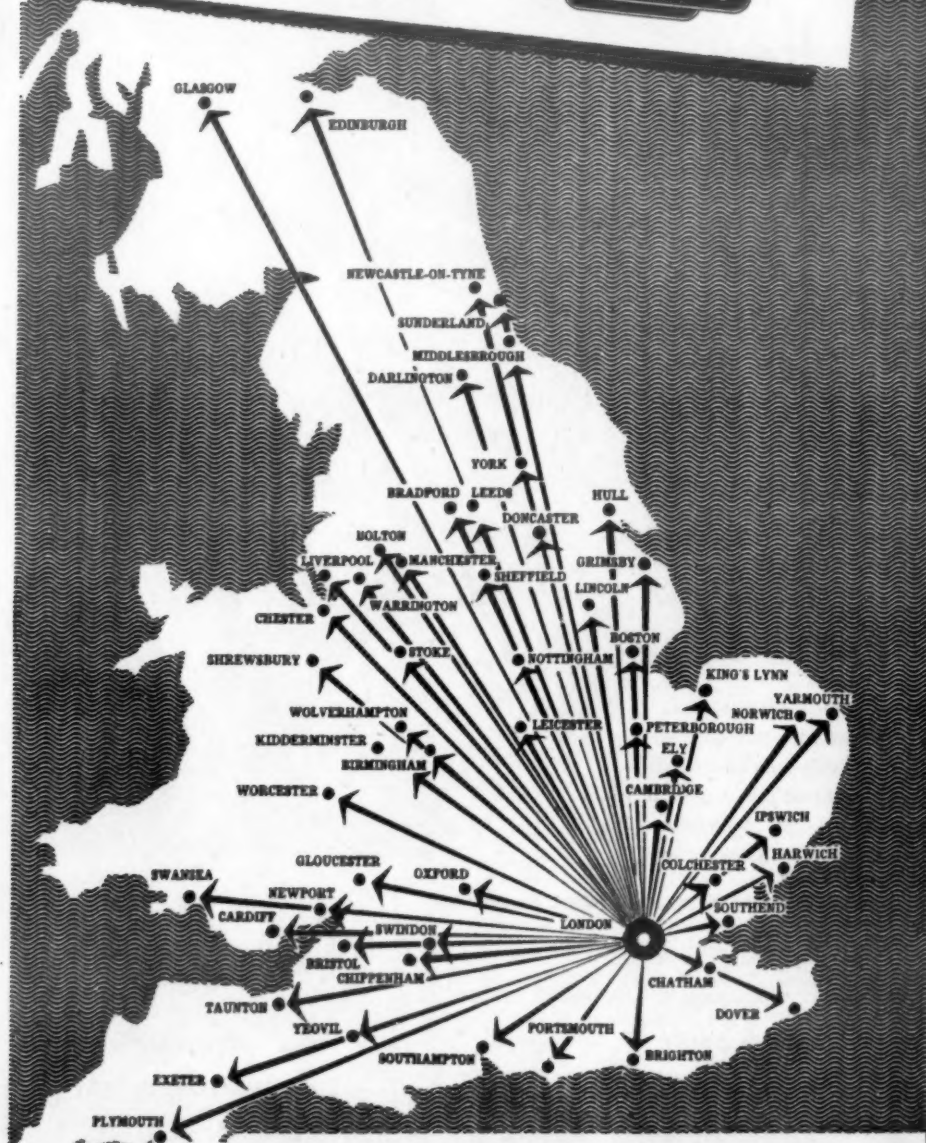 GLASGOW
EDINBURGH
NEWCASTLE-ON-TYNE
SUNDERLAND
MIDDLESBROUGH
DARLINGTON
YORK
BRADFORD LEEDS
HULL
DONCASTER
BOLTON
LIVERPOOL MANCHESTER
GRIMSBY
SHEFFIELD
LINCOLN
WARRINGTON
CHESTER
BOSTON
SHREWSBURY
STOKE
NOTTINGHAM
KING'S LYNN
YARMOUTH
NORWICH
WOLVERHAMPTON
LEICESTER
PETERBOROUGH
KIDDERMINSTER
ELY
BIRMINGHAM
WORCESTER
CAMBRIDGE
IPSWICH
HARWICH
COLCHESTER
GLOUCESTER
OXFORD
SWANSEA
NEWPORT
SOUTHEND
CARDIFF
LONDON
SWINDON
BRISTOL
CHIPPENHAM
CHATHAM
TAUNTON
DOVER
YEOVIL
PORTSMOUTH
SOUTHAMPTON
BRIGHTON
EXETER
PLYMOUTH